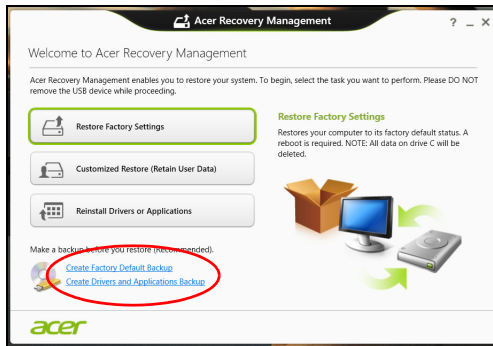 Acer Recovery Management
? _ X
Welcome to Acer Recovery Management
Acer Recovery Management enables you to restore your system. To begin, select the task you want to perform. Please DO NOT
remove the USB device while proceeding.
Restore Factory Settings
Customized Restore (Retain User Data)
Reinstall Drivers or Applications
Restore Factory Settings
Restores your computer to its factory default status. A
reboot is required. NOTE: All data on drive C will be
deleted.
Make a backup before you restore (Recommended).
Create Factory Default Backup
Create Drivers and Applications Backup
acer